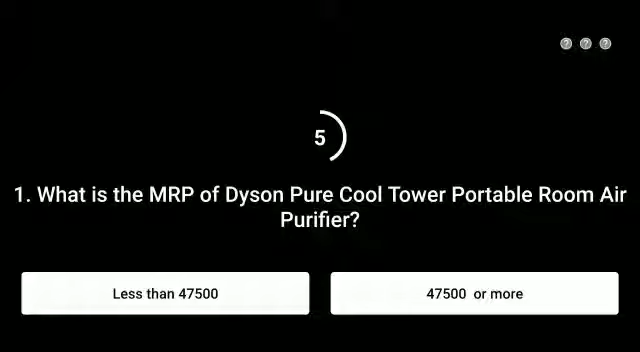 ? ? ?
5
1. What is the MRP of Dyson Pure Cool Tower Portable Room Air
Purifier?
Less than 47500
47500 or more